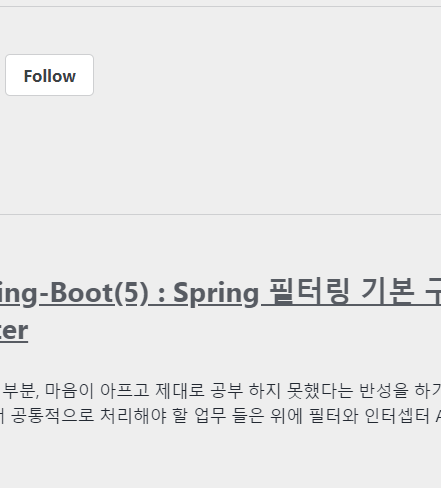 Follow
ing-Boot(5) : Spring 필터링 기본
ter
부분, 마음이 아프고 제대로 공부 하지 못했다는 반성을 하기
공통적으로 처리해야 할 업무 들은 위에 필터와 인터셉터 A